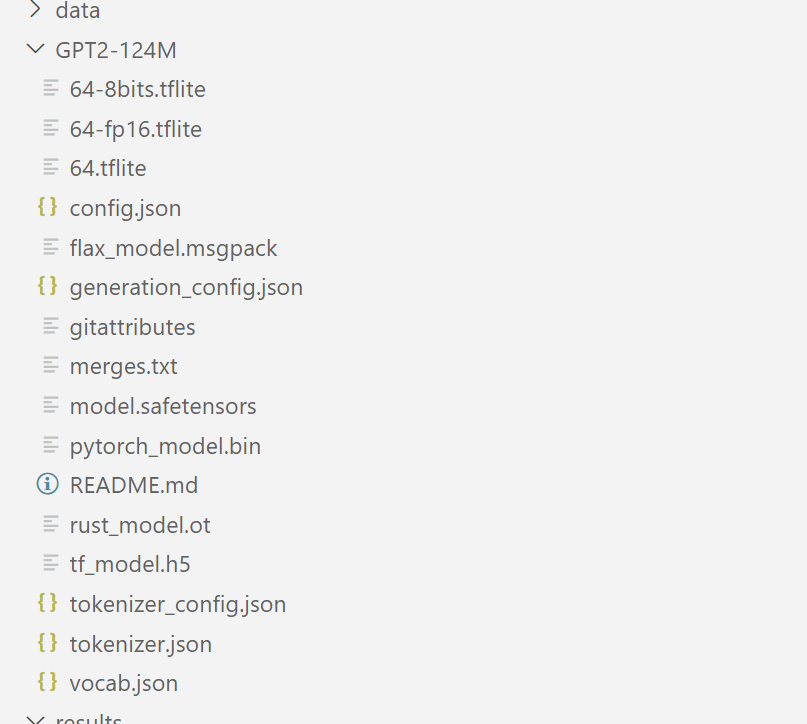 data
GPT2-124M
64-8bits.tflite
64-fp16.tflite
64.tflite
config.json
flax_model.msgpack
generation_config.json
gitattributes
merges.txt
model.safetensors
pytorch_model.bin
README.md
rust_model.ot
tf_model.h5
tokenizer_config.json
tokenizer.json
vocab.json
results